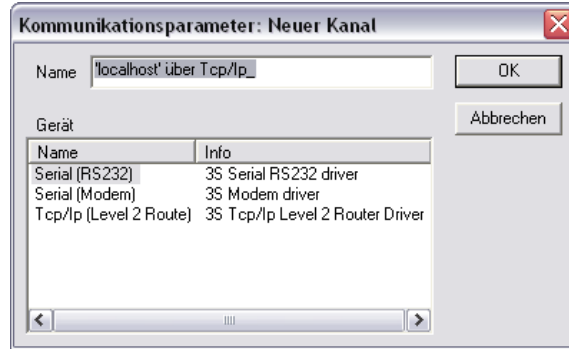 Kommunikationsparameter: Neuer Kanal
Name 'localhost' über Tcp/Ip_ OK
Abbrechen
Gerät
Name Info
Serial (RS232) 3S Serial RS232 driver
Serial (Modem) 3S Modem driver
Tcp/Ip (Level 2 Route) 3S Tcp/Ip Level 2 Router Driver